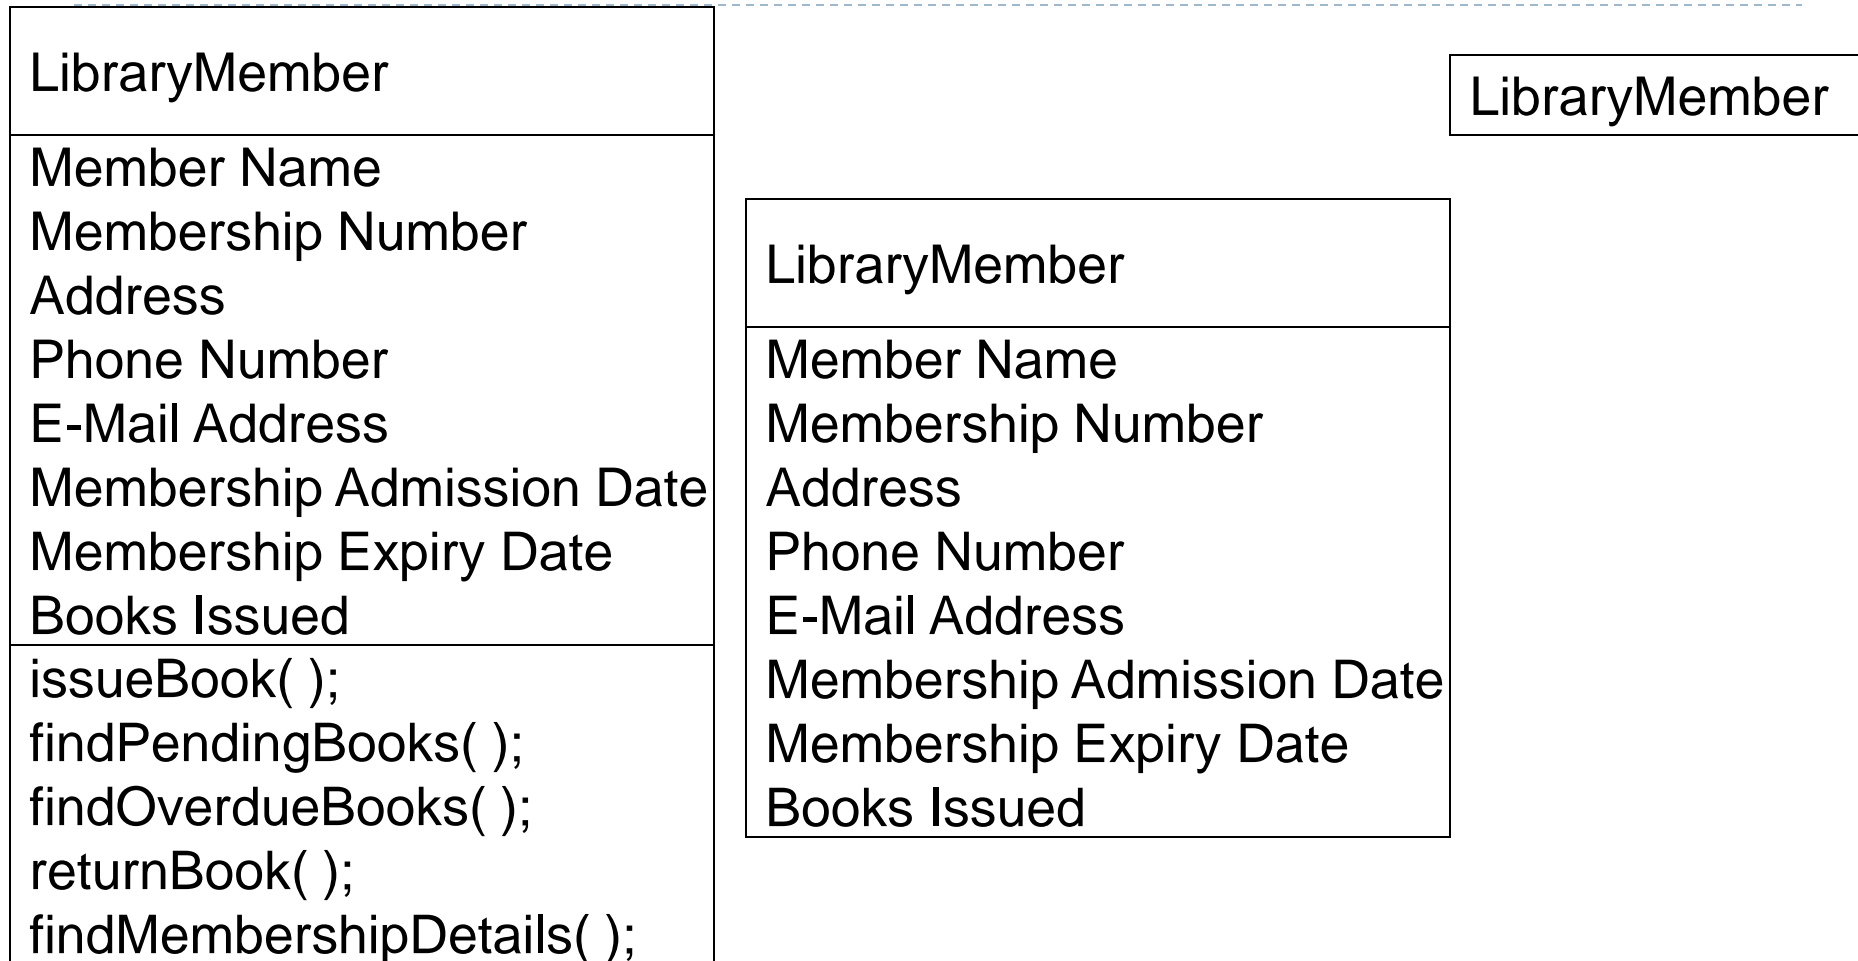 LibraryMember
Member Name
Membership Number
Address
Phone Number
E-Mail Address
Membership Admission Date
Membership Expiry Date
Books Issued
issueBook( );
findPendingBooks( );
findOverdueBooks( );
returnBook( );
findMembershipDetails( );
LibraryMember
Member Name
Membership Number
Address
Phone Number
E-Mail Address
Membership Admission Date
Membership Expiry Date
Books Issued
LibraryMember